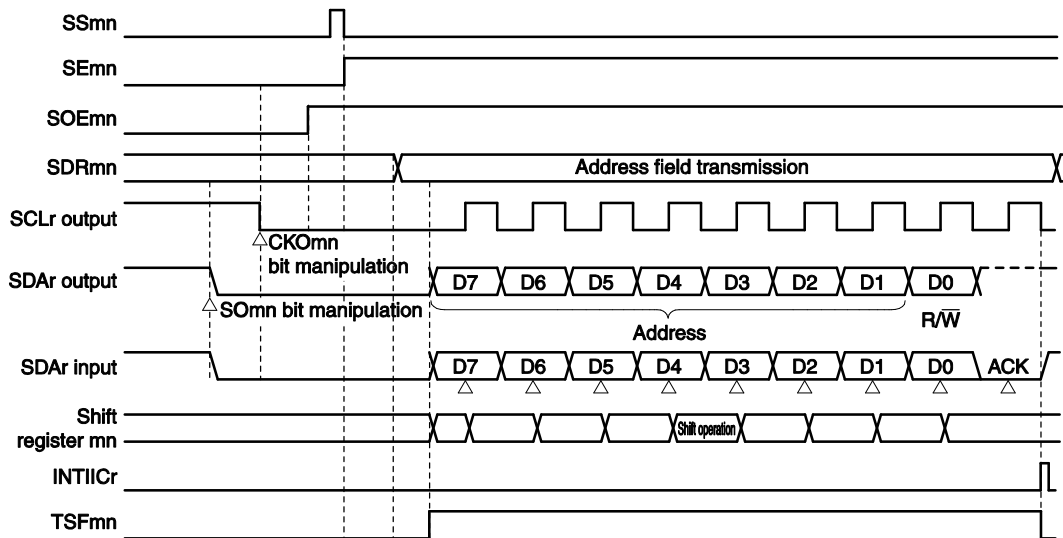 SSmn
SEmn
SOEmn
SDRmn
Address field transmission
SCLr output
CKOmn
bit manipulation
SDAr output
D7 D6 D5 D4 D3 D2 D1 D0
SOmn bit manipulation
Address
R/W̅
SDAr input
D7 D6 D5 D4 D3 D2 D1 D0 ACK
Shift
register mn
Shift operation
INTIICr
TSFmn